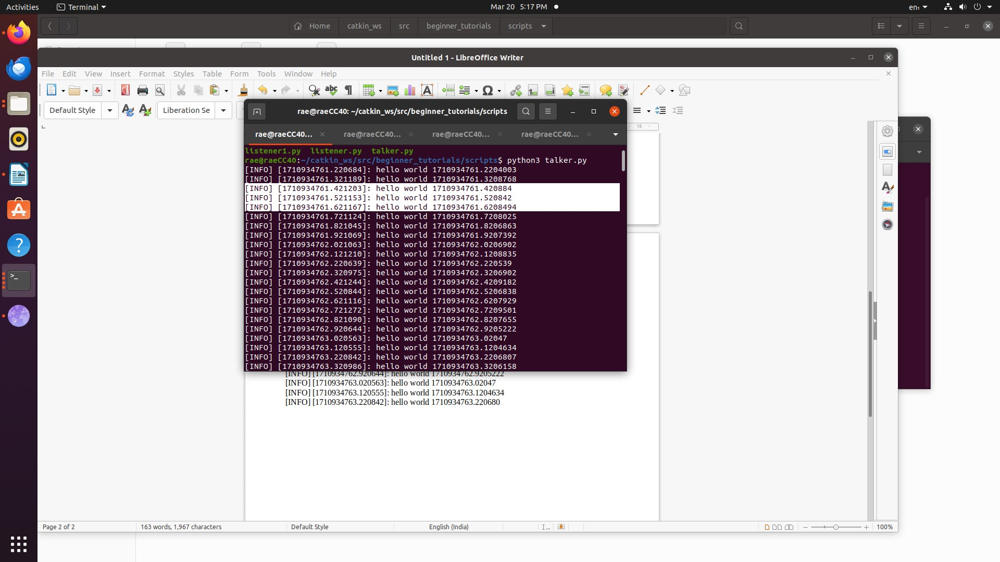 Activities
Terminal
Mar 20 5:17 PM
en₁
Home
catkin_ws
src
beginner_tutorials
scripts
Untitled 1 - LibreOffice Writer
File Edit View Insert Format Styles Table Form Tools Window Help
Default Style
Liberation Se
18
rae@raeCC40: ~/catkin_ws/src/beginner_tutorials/scripts
rae@raeCC40...
rae@raeCC40...
rae@raeCC40...
rae@raeCC40...
listener1.py listener.py talker.py
rae@raeCC40:~/catkin_ws/src/beginner_tutorials/scripts$ python3 talker.py
[INFO] [1710934761.220684]: hello world 1710934761.2204003
[INFO] [1710934761.321189]: hello world 1710934761.3208768
[INFO] [1710934761.421203]: hello world 1710934761.420884
[INFO] [1710934761.521153]: hello world 1710934761.520842
[INFO] [1710934761.621167]: hello world 1710934761.6208494
[INFO] [1710934761.721124]: hello world 1710934761.7208025
[INFO] [1710934761.821045]: hello world 1710934761.8206863
[INFO] [1710934761.921069]: hello world 1710934761.9207392
[INFO] [1710934762.021063]: hello world 1710934762.0206902
[INFO] [1710934762.121210]: hello world 1710934762.1208835
[INFO] [1710934762.220639]: hello world 1710934762.220539
[INFO] [1710934762.320975]: hello world 1710934762.3206902
[INFO] [1710934762.421244]: hello world 1710934762.4209182
[INFO] [1710934762.520844]: hello world 1710934762.5206838
[INFO] [1710934762.621116]: hello world 1710934762.6207929
[INFO] [1710934762.721272]: hello world 1710934762.7209501
[INFO] [1710934762.821090]: hello world 1710934762.8207655
[INFO] [1710934762.920644]: hello world 1710934762.9205222
[INFO] [1710934763.020563]: hello world 1710934763.02047
[INFO] [1710934763.120555]: hello world 1710934763.1204634
[INFO] [1710934763.220842]: hello world 1710934763.2206807
[INFO] [1710934763.320986]: hello world 1710934763.3206158
[INFO] [1710934762.920644]: hello world 1710934762.9205222
[INFO] [1710934763.020563]: hello world 1710934763.02047
[INFO] [1710934763.120555]: hello world 1710934763.1204634
[INFO] [1710934763.220842]: hello world 1710934763.220680
Page 2 of 2
163 words, 1,967 characters
Default Style
English (India)
100%